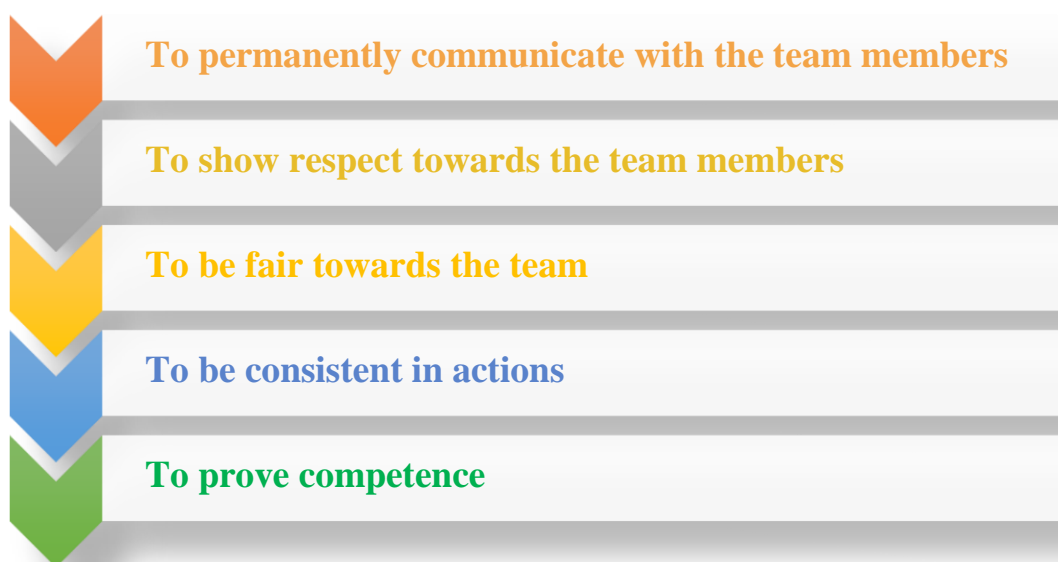 To permanently communicate with the team members
To show respect towards the team members
To be fair towards the team
To be consistent in actions
To prove competence